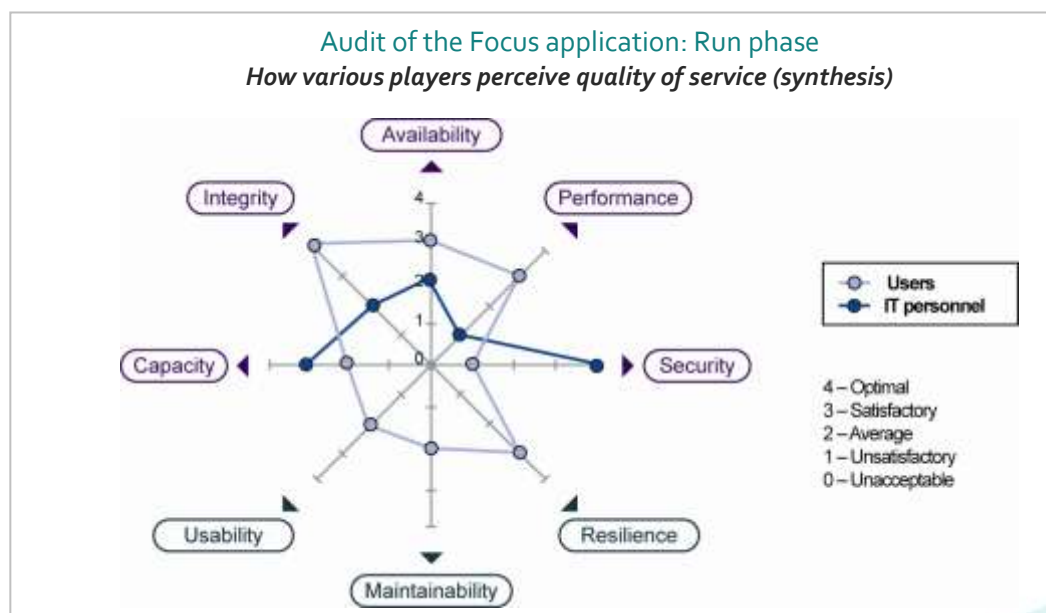 Audit of the Focus application: Run phase
How various players perceive quality of service (synthesis)
Availability
Integrity
Performance
4
3
2
1
0
Capacity
Security
Usability
Resilience
Maintainability
Users
IT personnel
4 – Optimal
3 – Satisfactory
2 – Average
1 – Unsatisfactory
0 – Unacceptable